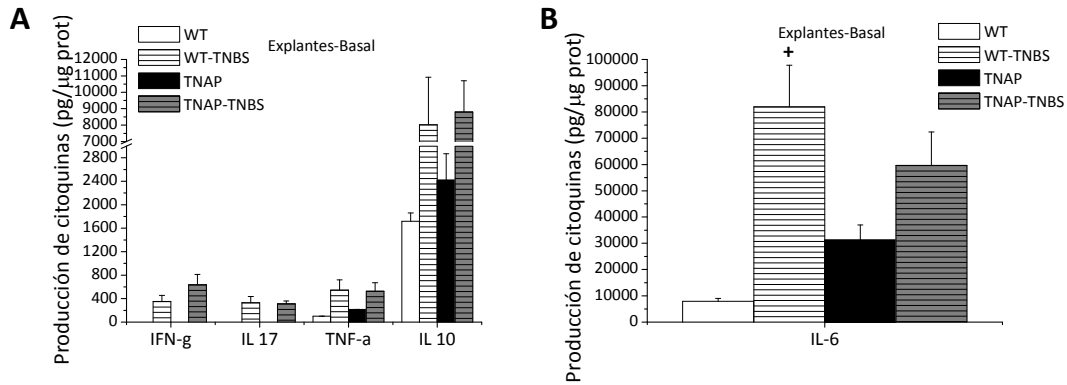 A
WT
WT-TNBS
TNAP
TNAP-TNBS
Explantes-Basal
Producción de citoquinas (pg/µg prot)
12000
11000
10000
9000
8000
7000
2800
2400
2000
1600
1200
800
400
0
IFN-g IL 17 TNF-a IL 10
B
WT
WT-TNBS
TNAP
TNAP-TNBS
Explantes-Basal
+
Producción de citoquinas (pg/µg prot)
100000
90000
80000
70000
60000
50000
40000
30000
20000
10000
0
IL-6